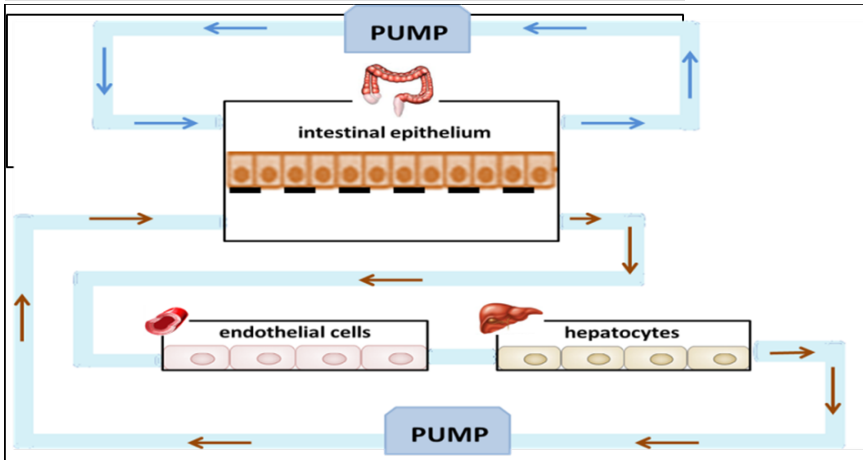 PUMP
intestinal epithelium
endothelial cells
hepatocytes
PUMP